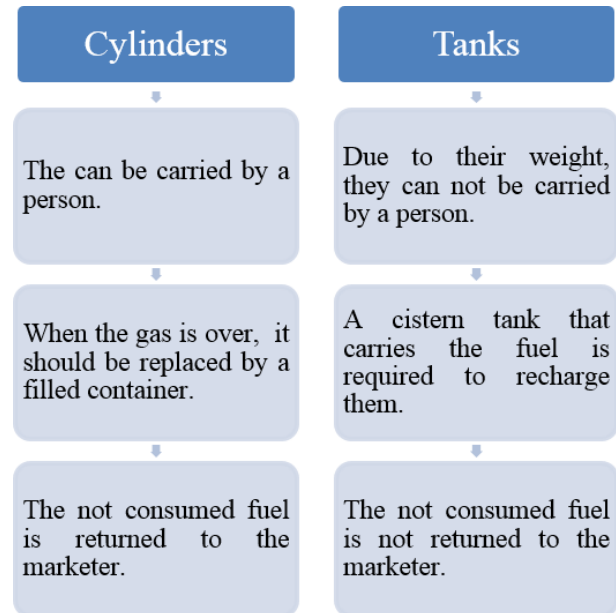 Cylinders
The can be carried by a
person.
When the gas is over, it
should be replaced by a
filled container.
The not consumed fuel
is returned to the
marketer.
Tanks
Due to their weight,
they can not be carried
by a person.
A cistern tank that
carries the fuel is
required to recharge
them.
The not consumed fuel
is not returned to the
marketer.